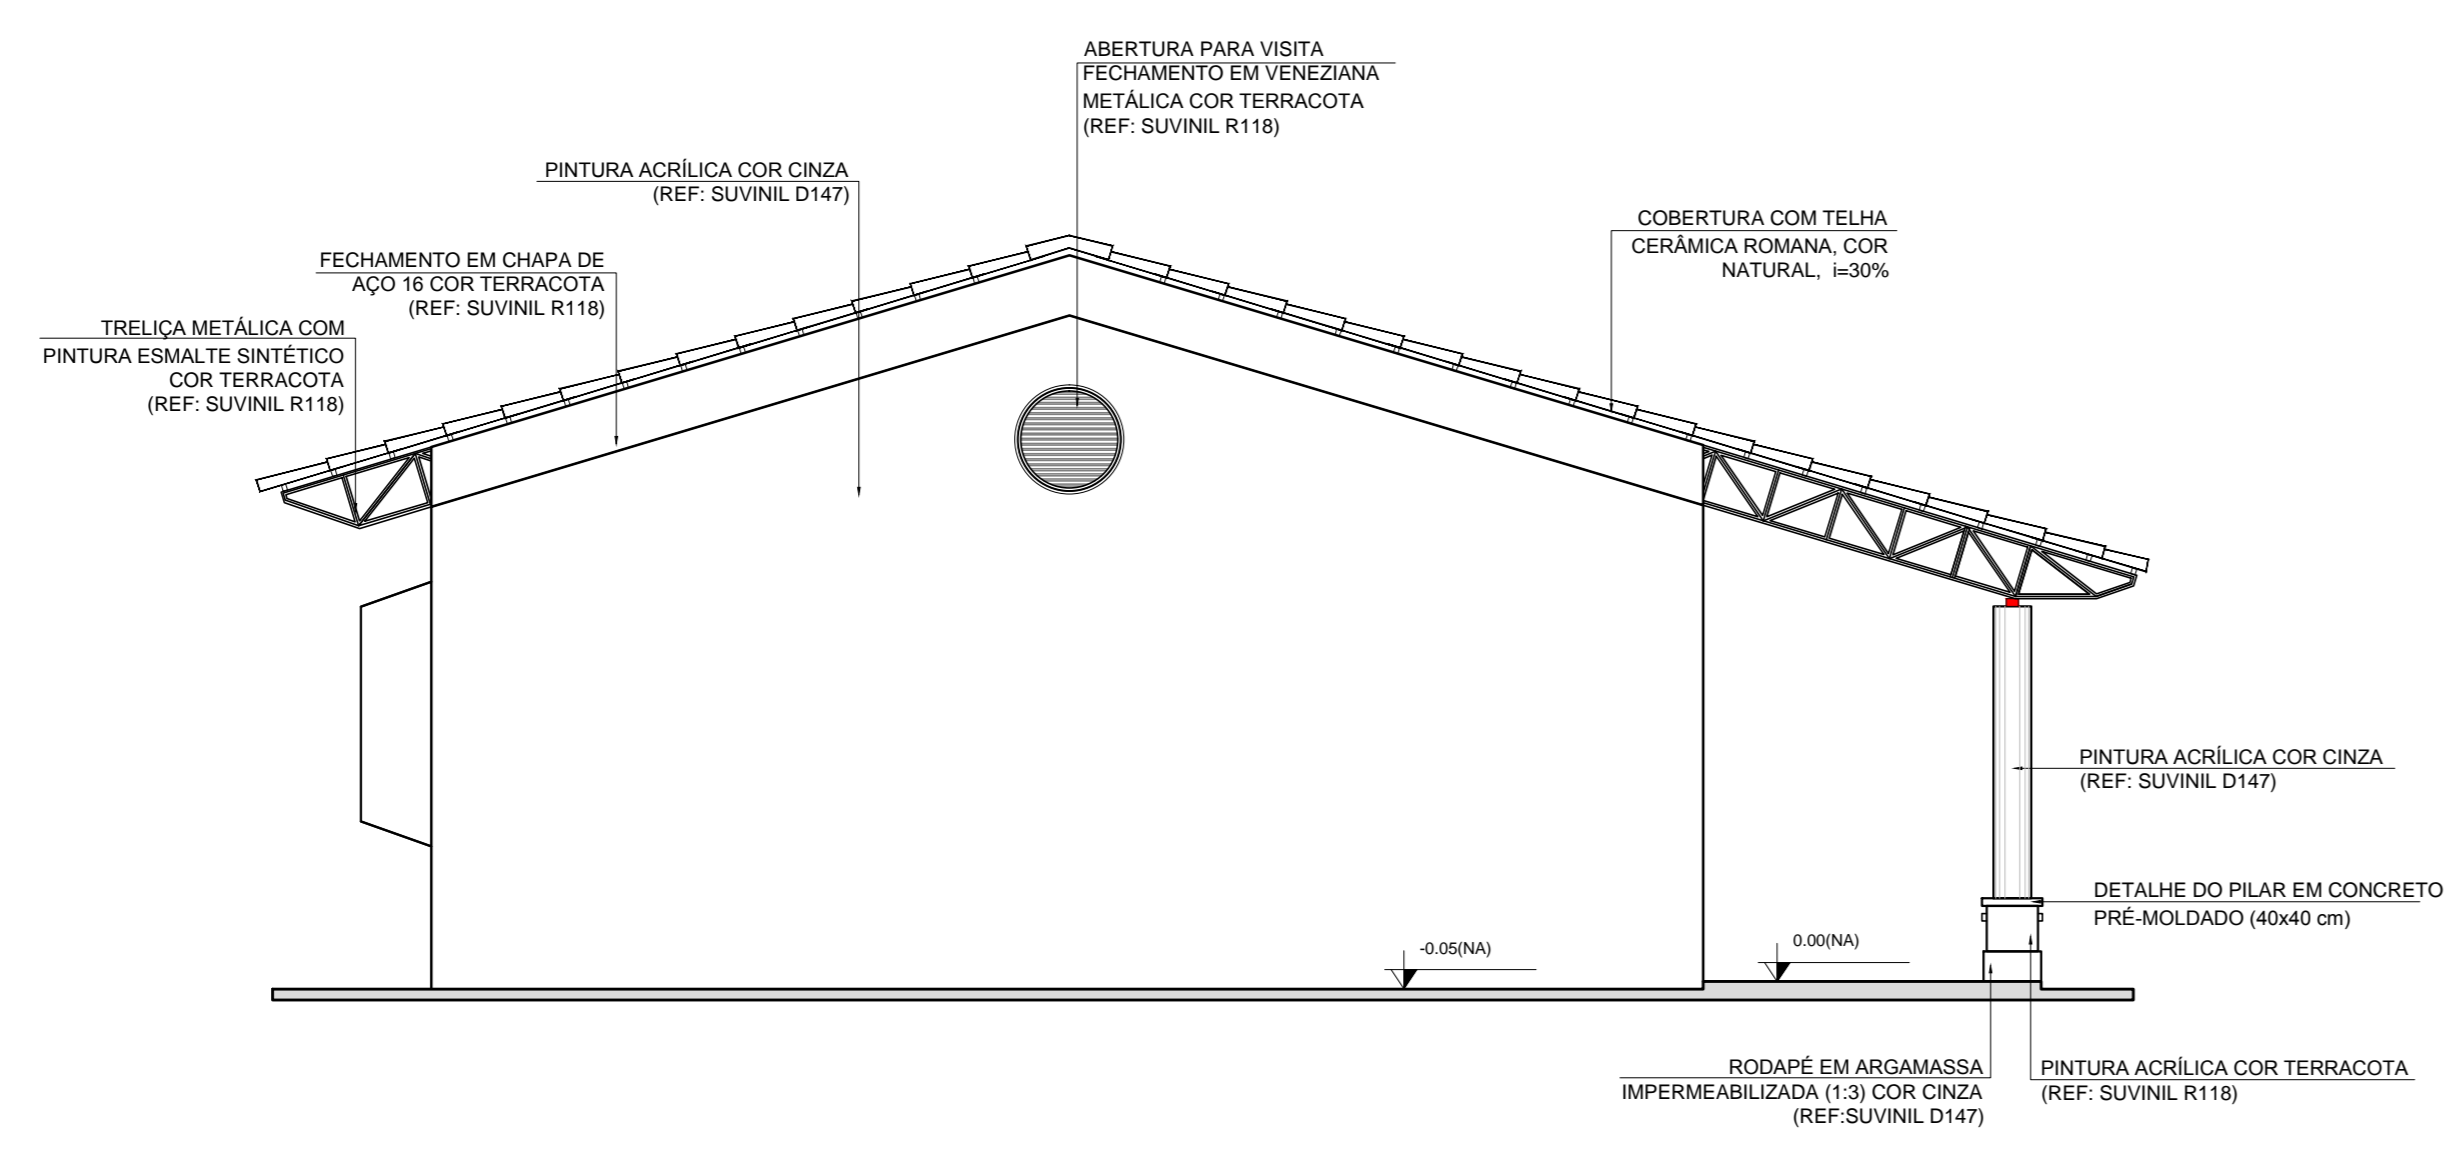 ABERTURA PARA VISITA
FECHAMENTO EM VENEZIANA
METÁLICA COR TERRACOTA
(REF: SUVINIL R118)
PINTURA ACRÍLICA COR CINZA
(REF: SUVINIL D147)
COBERTURA COM TELHA
CERÂMICA ROMANA, COR
NATURAL, i=30%
FECHAMENTO EM CHAPA DE
AÇO 16 COR TERRACOTA
(REF: SUVINIL R118)
TRELIÇA METÁLICA COM
PINTURA ESMALTE SINTÉTICO
COR TERRACOTA
(REF: SUVINIL R118)
PINTURA ACRÍLICA COR CINZA
(REF: SUVINIL D147)
DETALHE DO PILAR EM CONCRETO
PRÉ-MOLDADO (40x40 cm)
-0.05(NA)
0.00(NA)
RODAPÉ EM ARGAMASSA
IMPERMEABILIZADA (1:3) COR CINZA
(REF:SUVINIL D147)
PINTURA ACRÍLICA COR TERRACOTA
(REF: SUVINIL R118)